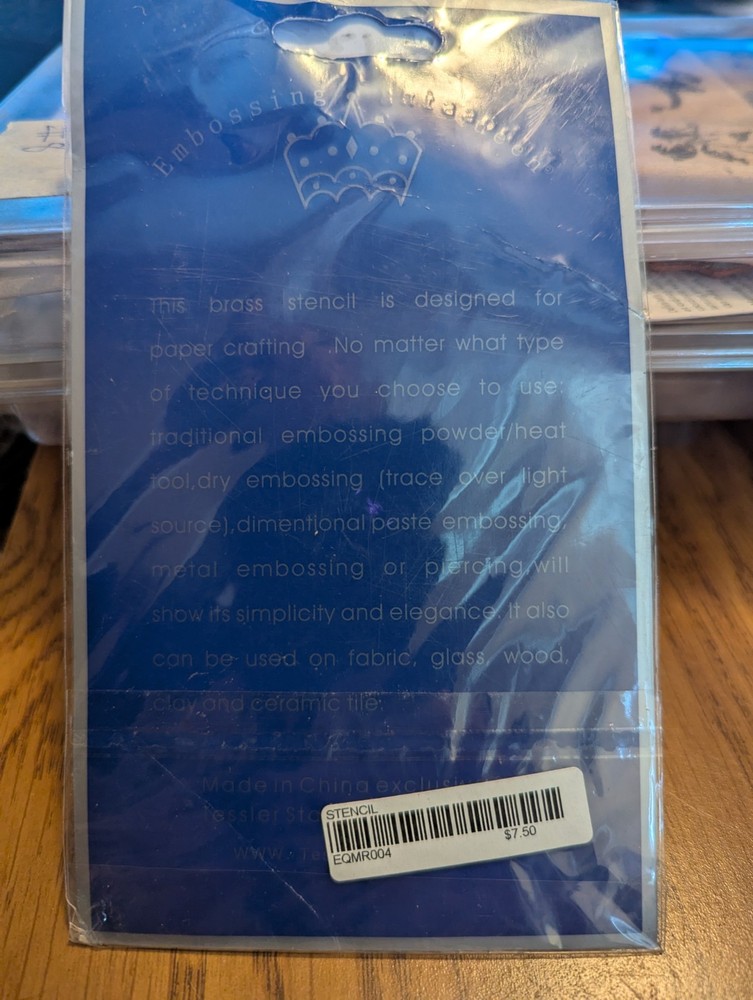 Embossing
This brass stencil is designed for
paper crafting .No matter what type
of technique you choose to use:
traditional embossing powder/heat
tool,dry embossing (trace over light
source),dimentional paste embossing,
metal embossing or piercing,will
show its simplicity and elegance. It also
can be used on fabric, glass, wood,
clay and ceramic tile.
Made in China
Tessler
www.
STENCIL
$7.50
EQMR004